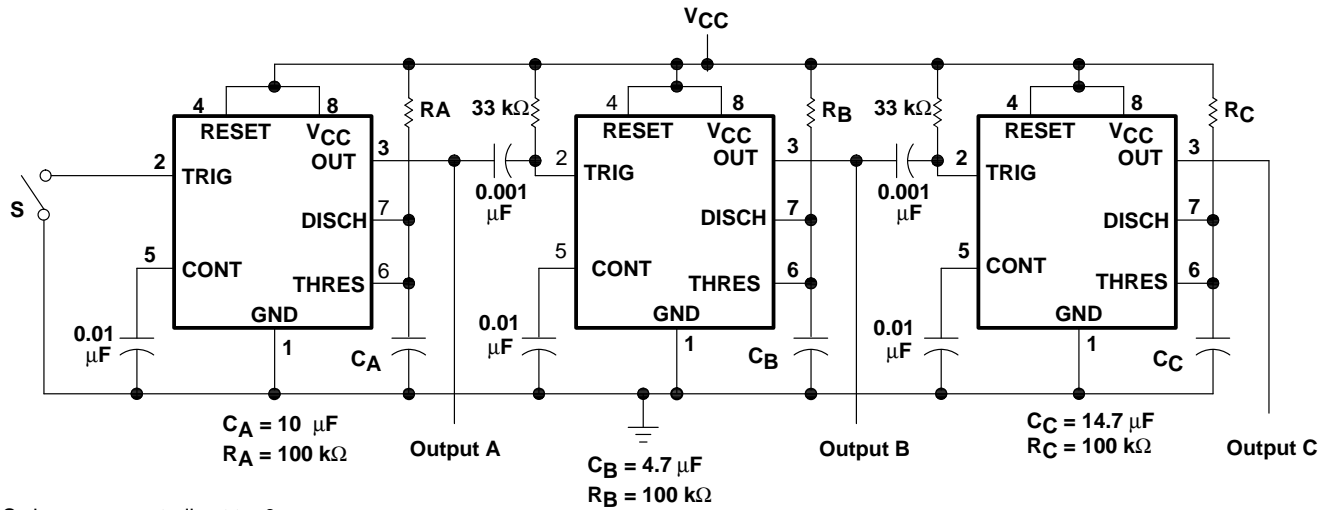 VCC
4 8
RESET VCC
OUT 3
2 TRIG
DISCH 7
5 CONT
THRES 6
GND
1
S
0.01 µF
RA
CA
33 kΩ
0.001 µF
4 8
RESET VCC
OUT 3
2 TRIG
DISCH 7
5 CONT
THRES 6
GND
1
0.01 µF
RB
CB
33 kΩ
0.001 µF
4 8
RESET VCC
OUT 3
2 TRIG
DISCH 7
5 CONT
THRES 6
GND
1
0.01 µF
RC
CC
CA = 10 µF
RA = 100 kΩ
Output A
CB = 4.7 µF
RB = 100 kΩ
Output B
CC = 14.7 µF
RC = 100 kΩ
Output C